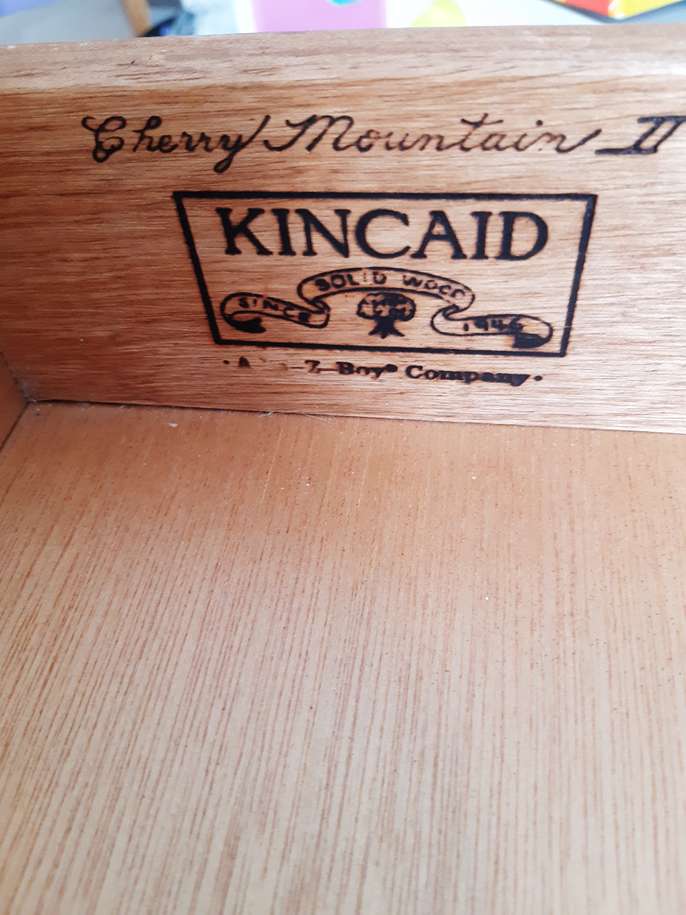 Cherry Mountain II
KINCAID
SOLID WOOD
SINCE 1946
Z-Boy® Company·